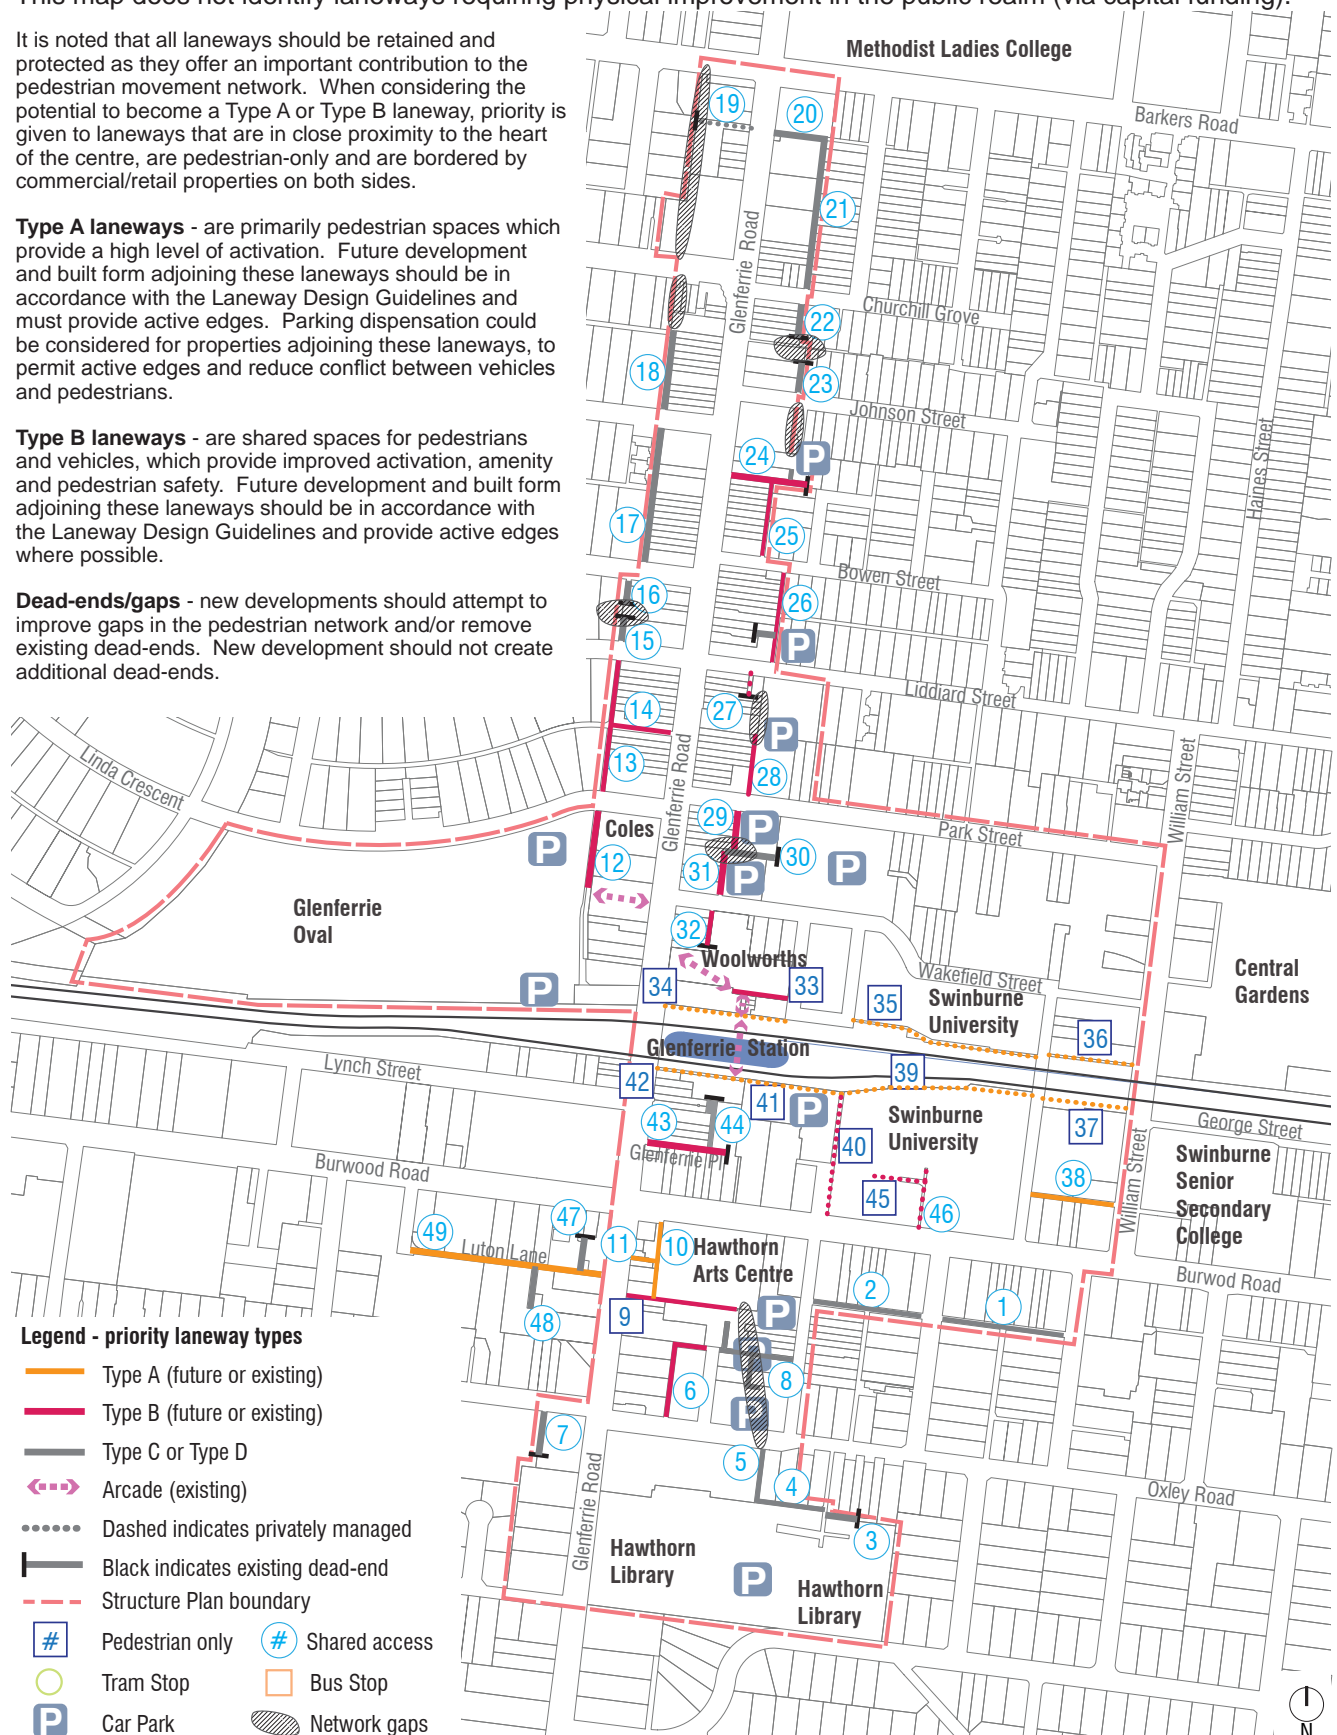 This map does not identify laneways requiring physical improvement in the public realm (via capital funding).
It is noted that all laneways should be retained and
protected as they offer an important contribution to the
pedestrian movement network. When considering the
potential to become a Type A or Type B laneway, priority is
given to laneways that are in close proximity to the heart
of the centre, are pedestrian-only and are bordered by
commercial/retail properties on both sides.
Type A laneways - are primarily pedestrian spaces which
provide a high level of activation. Future development
and built form adjoining these laneways should be in
accordance with the Laneway Design Guidelines and
must provide active edges. Parking dispensation could
be considered for properties adjoining these laneways, to
permit active edges and reduce conflict between vehicles
and pedestrians.
Type B laneways - are shared spaces for pedestrians
and vehicles, which provide improved activation, amenity
and pedestrian safety. Future development and built form
adjoining these laneways should be in accordance with
the Laneway Design Guidelines and provide active edges
where possible.
Dead-ends/gaps - new developments should attempt to
improve gaps in the pedestrian network and/or remove
existing dead-ends. New development should not create
additional dead-ends.
Methodist Ladies College
Barkers Road
19
20
21
Glenferrie Road
Churchill Grove
22
18
23
Johnson Street
Haines Street
24
P
17
25
Bowen Street
16
26
15
P
Liddiard Street
14
27
P
13
28
Linda Crescent
Glenferrie Road
William Street
Coles
29
P
Park Street
P
12
30
P
31
P
Glenferrie
Oval
32
Woolworths
Wakefield Street
Central
Gardens
P
34
33
35
Swinburne
University
36
Glenferrie Station
Lynch Street
42
39
41
P
43
44
Swinburne
University
37
George Street
40
Glenferrie Pl
Burwood Road
45
46
38
William Street
Swinburne
Senior
Secondary
College
49
47
Luton Lane
11
10
Hawthorn
Arts Centre
Burwod Road
48
9
P
2
1
P
6
8
P
7
5
4
Oxley Road
Glenferrie Road
3
Hawthorn
Library
P
Hawthorn
Library
Legend - priority laneway types
Type A (future or existing)
Type B (future or existing)
Type C or Type D
Arcade (existing)
Dashed indicates privately managed
Black indicates existing dead-end
Structure Plan boundary
# Pedestrian only
# Shared access
Tram Stop
Bus Stop
P Car Park
Network gaps
N